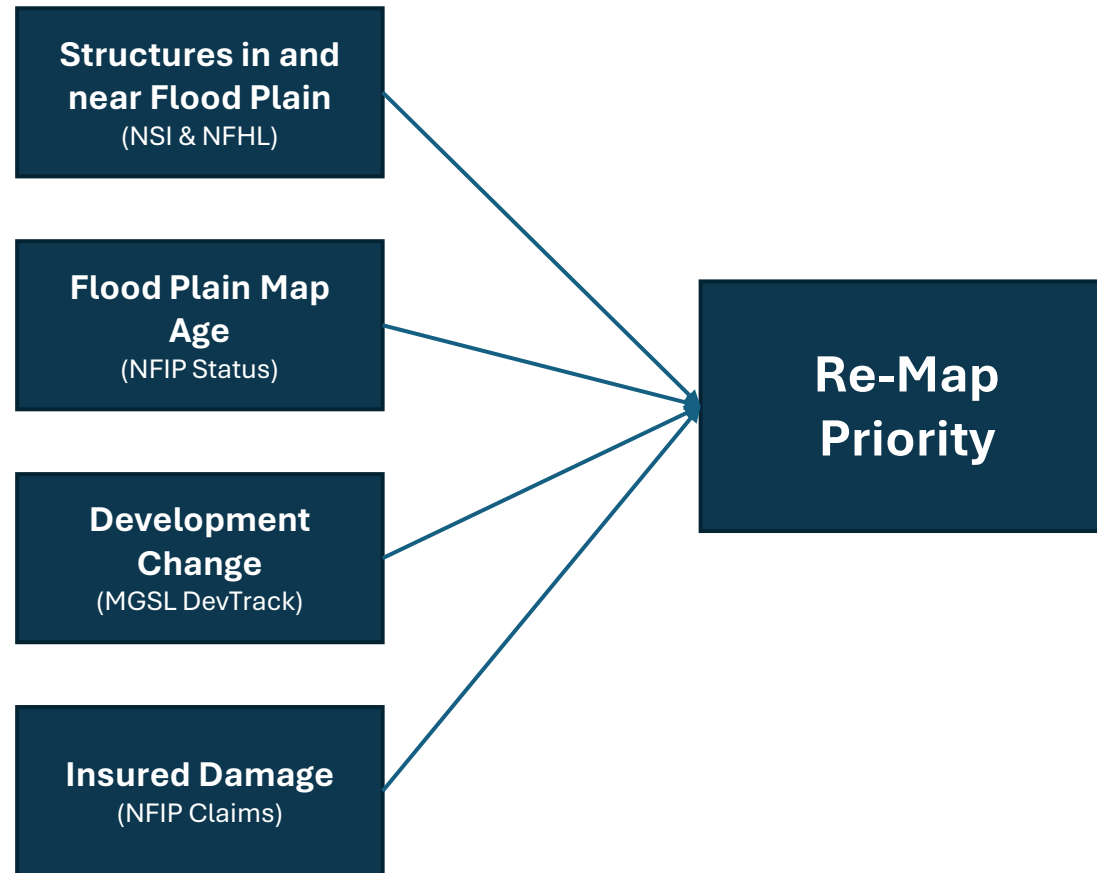 Structures in and
near Flood Plain
(NSI & NFHL)
Flood Plain Map
Age
(NFIP Status)
Development
Change
(MGSL DevTrack)
Insured Damage
(NFIP Claims)
Re-Map
Priority